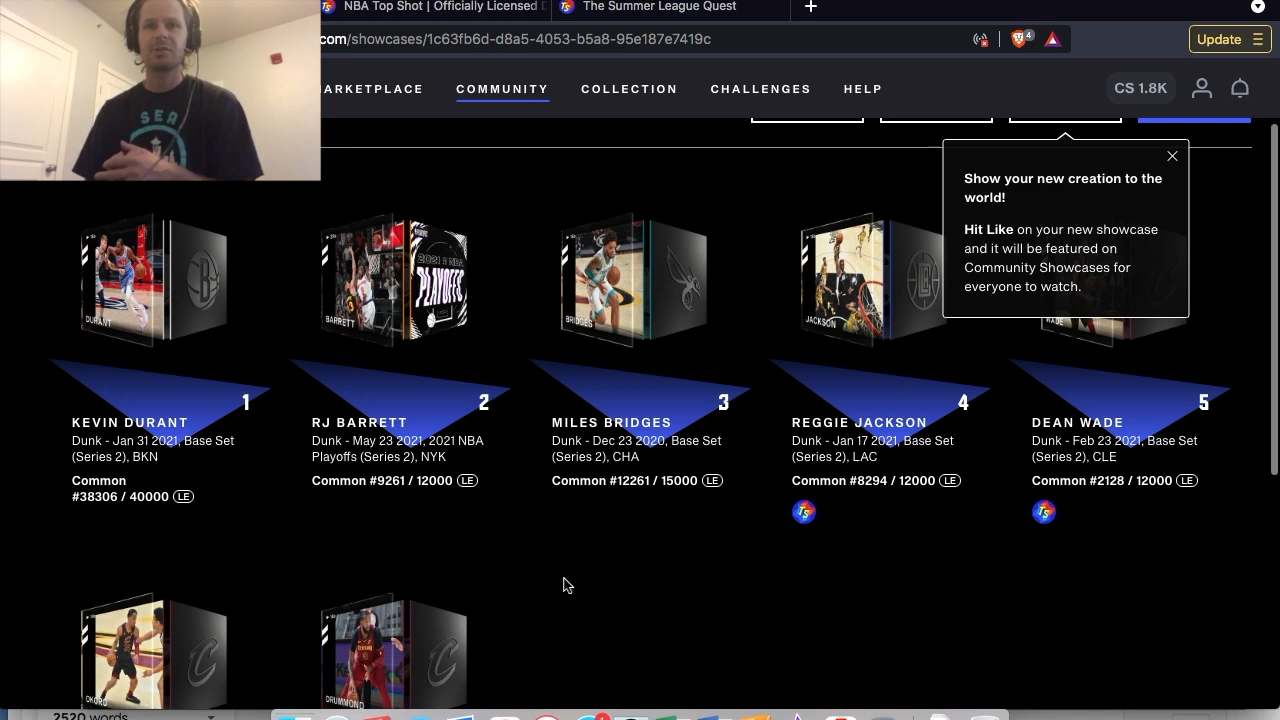 NBA Top Shot | Officially Licensed
The Summer League Quest
com/showcases/1c63fb6d-d8a5-4053-b5a8-95e187e7419c
4
Update
ARKETPLACE
COMMUNITY
COLLECTION
CHALLENGES
HELP
CS 1.8K
SEA
Show your new creation to the
world!
Hit Like on your new showcase
and it will be featured on
Community Showcases for
everyone to watch.
DURANT
BARRETT
2021 NBA
PLAYOFFS
BRIDGES
JACKSON
WADE
1
KEVIN DURANT
Dunk - Jan 31 2021, Base Set
(Series 2), BKN
Common
#38306 / 40000 LE
2
RJ BARRETT
Dunk - May 23 2021, 2021 NBA
Playoffs (Series 2), NYK
Common #9261 / 12000 LE
3
MILES BRIDGES
Dunk - Dec 23 2020, Base Set
(Series 2), CHA
Common #12261 / 15000 LE
4
REGGIE JACKSON
Dunk - Jan 17 2021, Base Set
(Series 2), LAC
Common #8294 / 12000 LE
TS
5
DEAN WADE
Dunk - Feb 23 2021, Base Set
(Series 2), CLE
Common #2128 / 12000 LE
TS
OKORO
DRUMMOND
2520 words